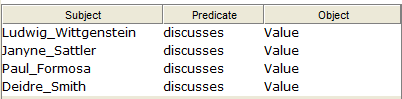 Subject Predicate Object
Ludwig_Wittgenstein discusses Value
Janyne_Sattler discusses Value
Paul_Formosa discusses Value
Deidre_Smith discusses Value